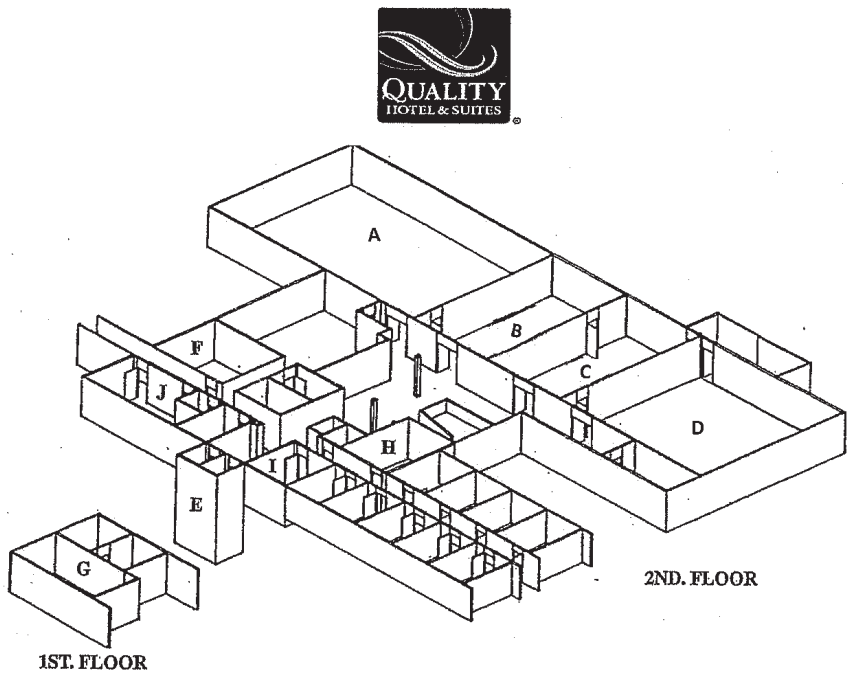 QUALITY
HOTEL & SUITES
®
A
B
F
C
J
D
H
I
E
G
2ND. FLOOR
1ST. FLOOR